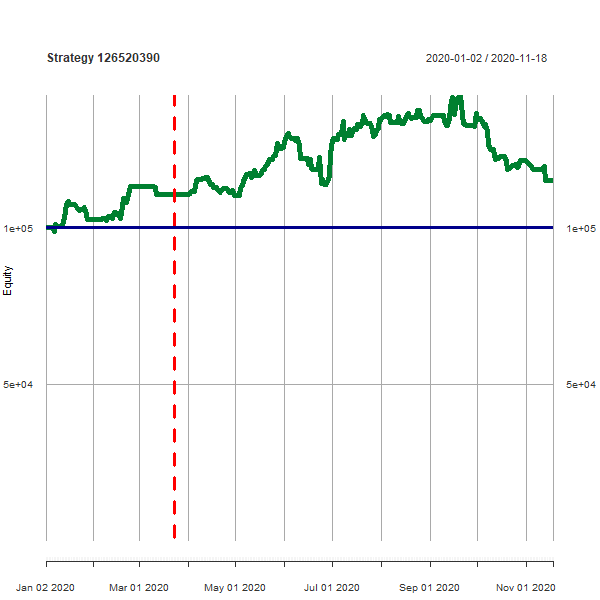 Strategy 126520390
2020-01-02 / 2020-11-18
1e+05
1e+05
Equity
5e+04
5e+04
Jan 02 2020
Mar 01 2020
May 01 2020
Jul 01 2020
Sep 01 2020
Nov 01 2020